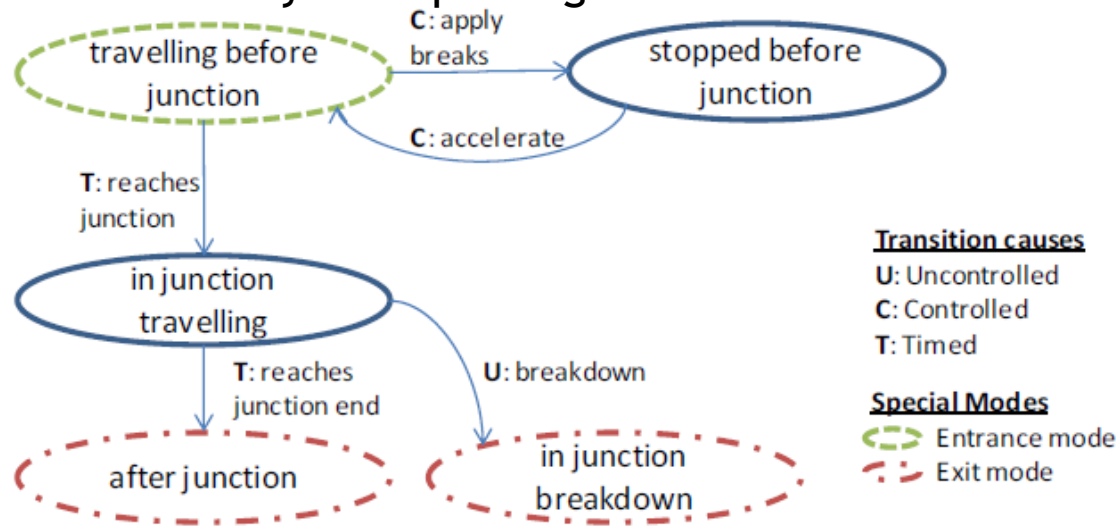 travelling before
junction
C: apply
breaks
stopped before
junction
C: accelerate
T: reaches
junction
in junction
travelling
T: reaches
junction end
U: breakdown
after junction
in junction
breakdown
Transition causes
U: Uncontrolled
C: Controlled
T: Timed
Special Modes
Entrance mode
Exit mode